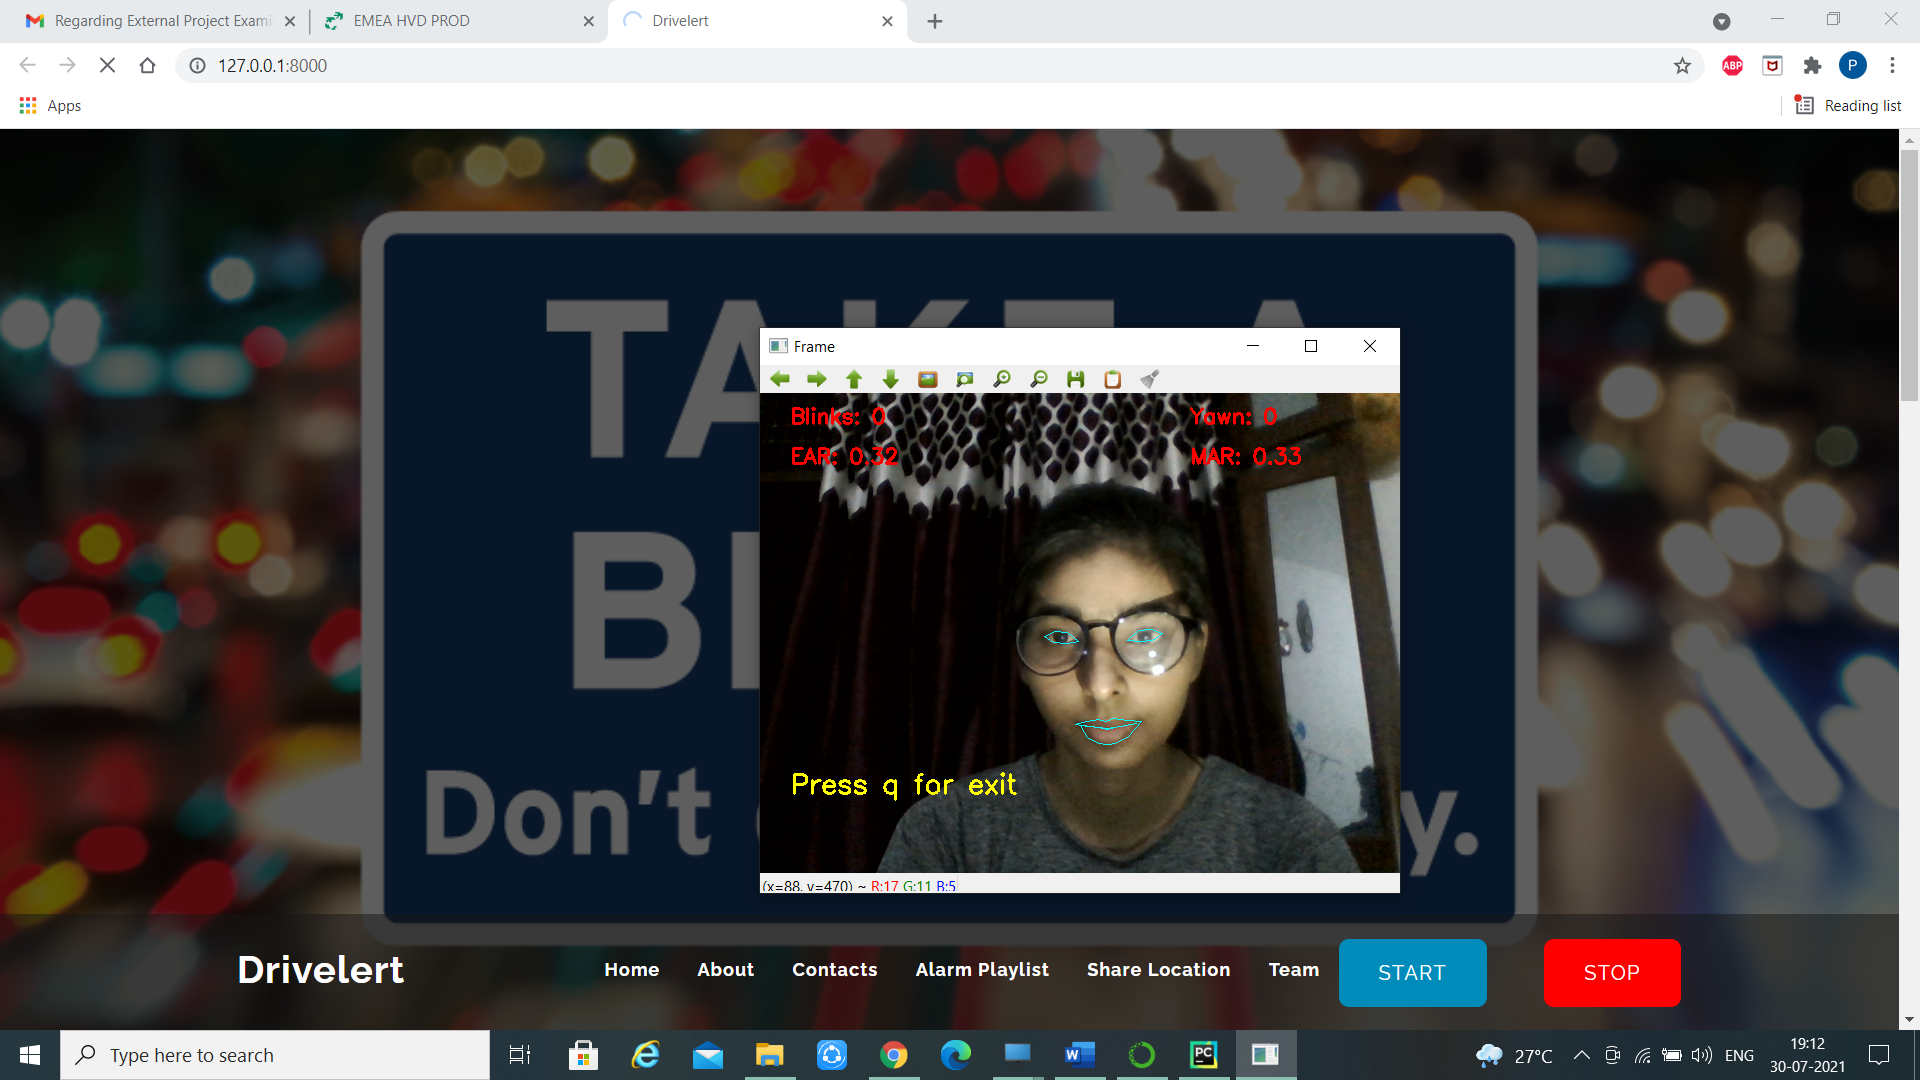 Regarding External Project Exami
EMEA HVD PROD
Drivelert
127.0.0.1:8000
ABP
P
Apps
Reading list
TAKE A
B
Don't
y.
Frame
Blinks: 0
Yawn: 0
EAR: 0.32
MAR: 0.33
Press q for exit
(x=88, y=470) ~ R:17 G:11 B:5
Drivelert
Home
About
Contacts
Alarm Playlist
Share Location
Team
START
STOP
Type here to search
W
PC
27°C
ENG
19:12
30-07-2021